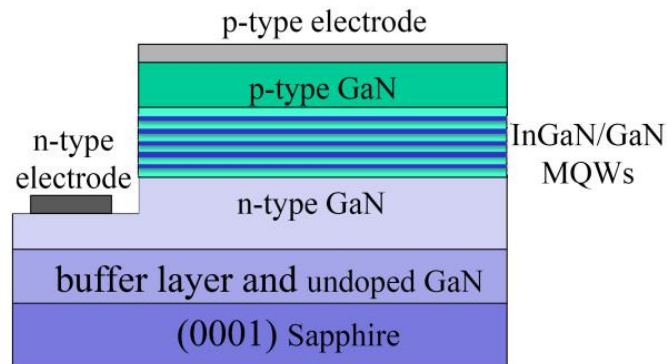 p-type electrode
p-type GaN
n-type
electrode
InGaN/GaN
MQWs
n-type GaN
buffer layer and undoped GaN
(0001) Sapphire